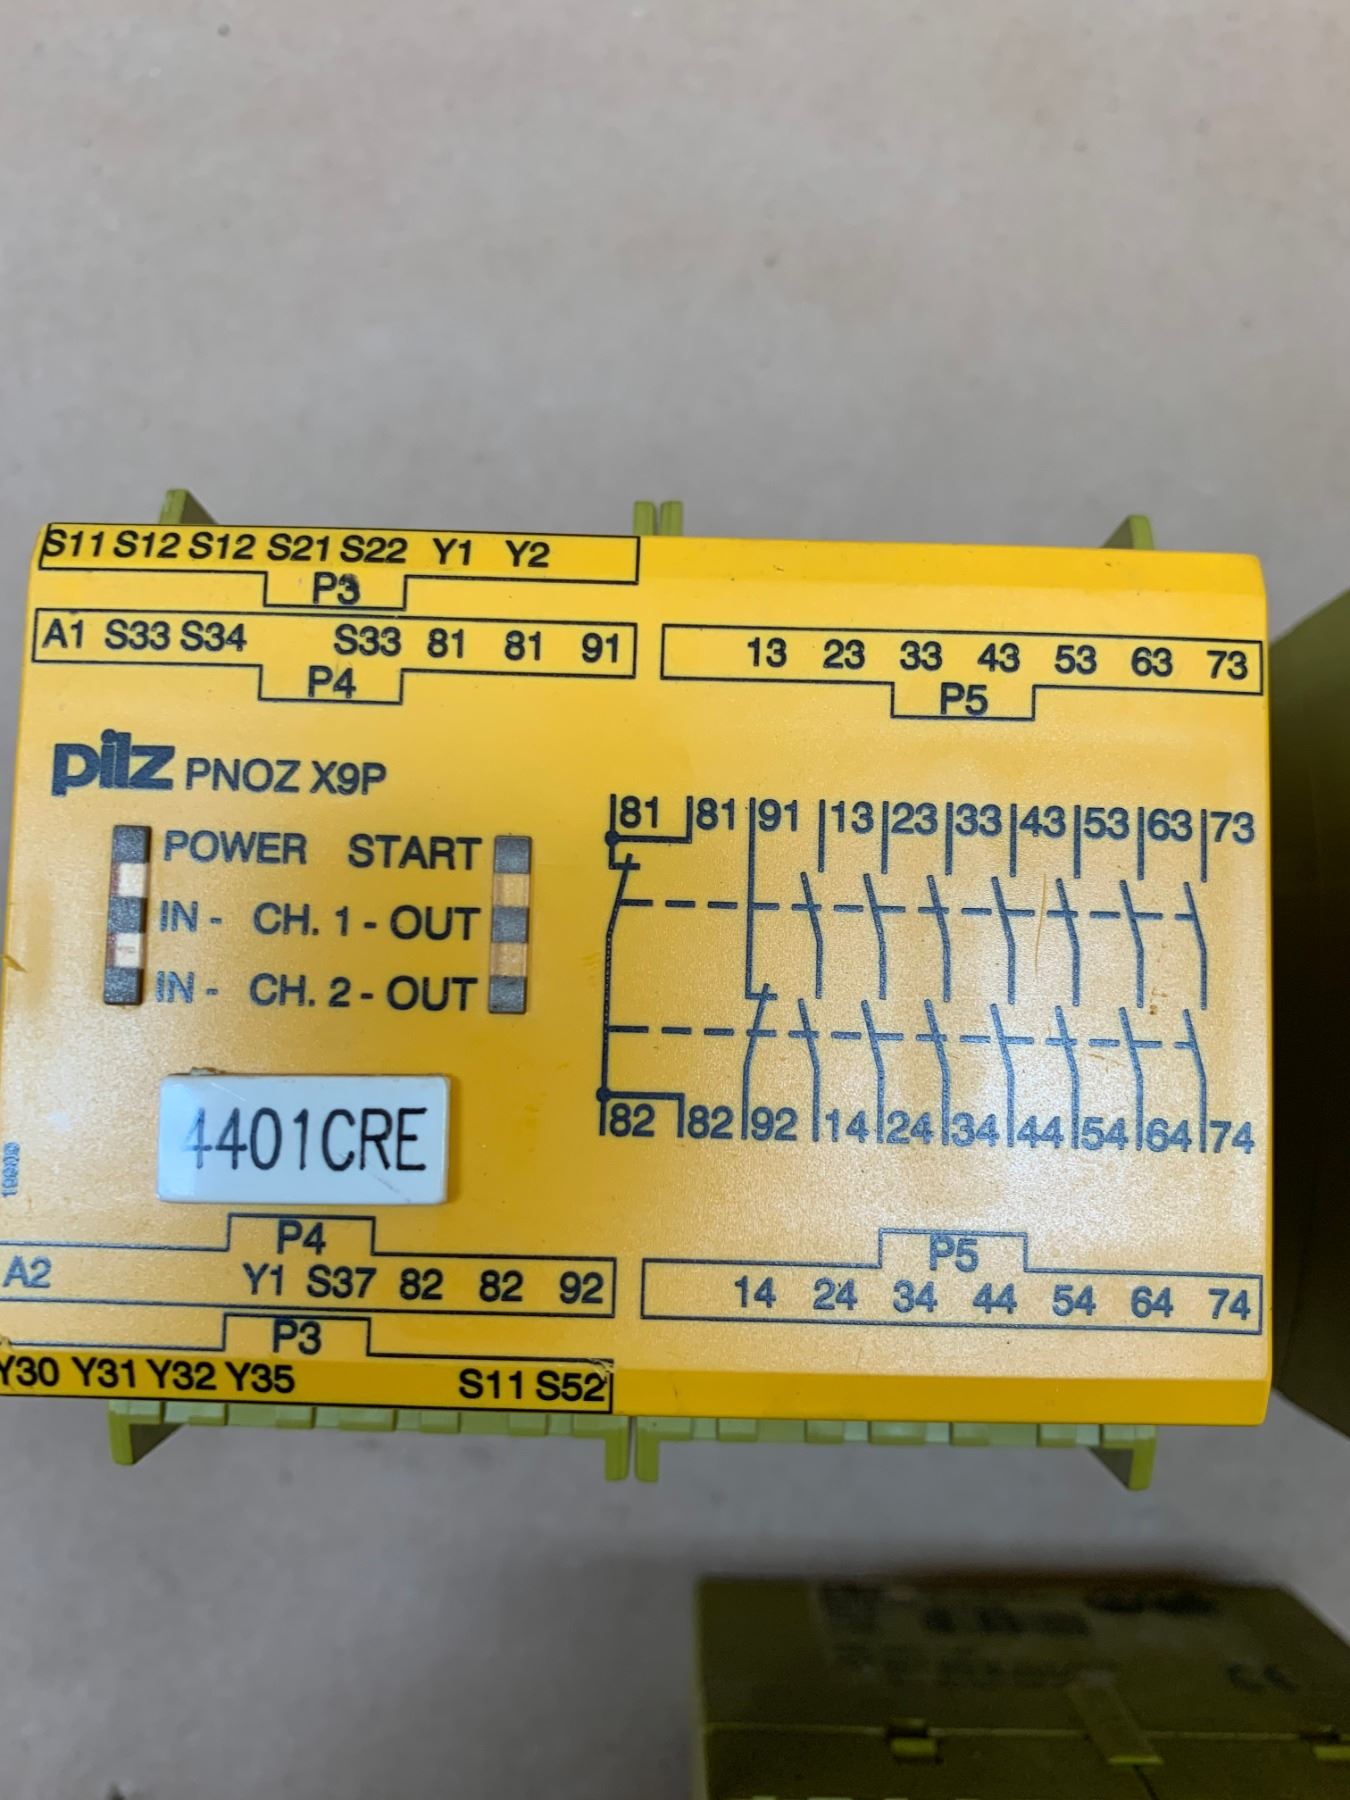 S11 S12 S12 S21 S22 Y1 Y2
P3
A1 S33 S34 S33 81 81 91
P4
13 23 33 43 53 63 73
P5
pilz PNOZ X9P
POWER START
IN - CH. 1 - OUT
IN - CH. 2 - OUT
81 81 91 13 23 33 43 53 63 73
82 82 92 14 24 34 44 54 64 74
4401CRE
P4
A2 Y1 S37 82 82 92
P3
Y30 Y31 Y32 Y35 S11 S52
P5
14 24 34 44 54 64 74